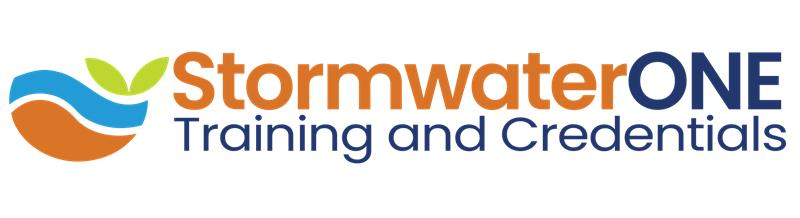 StormwaterONE
Training and Credentials